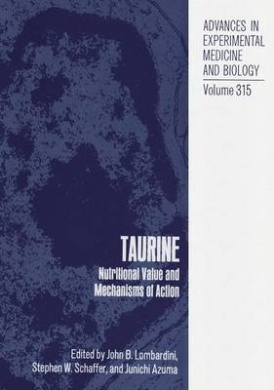 ADVANCES IN
EXPERIMENTAL
MEDICINE
AND BIOLOGY
Volume 315
TAURINE
Nutritional Value and
Mechanisms of Action
Edited by John B. Lombardini,
Stephen W. Schaffer, and Junichi Azuma